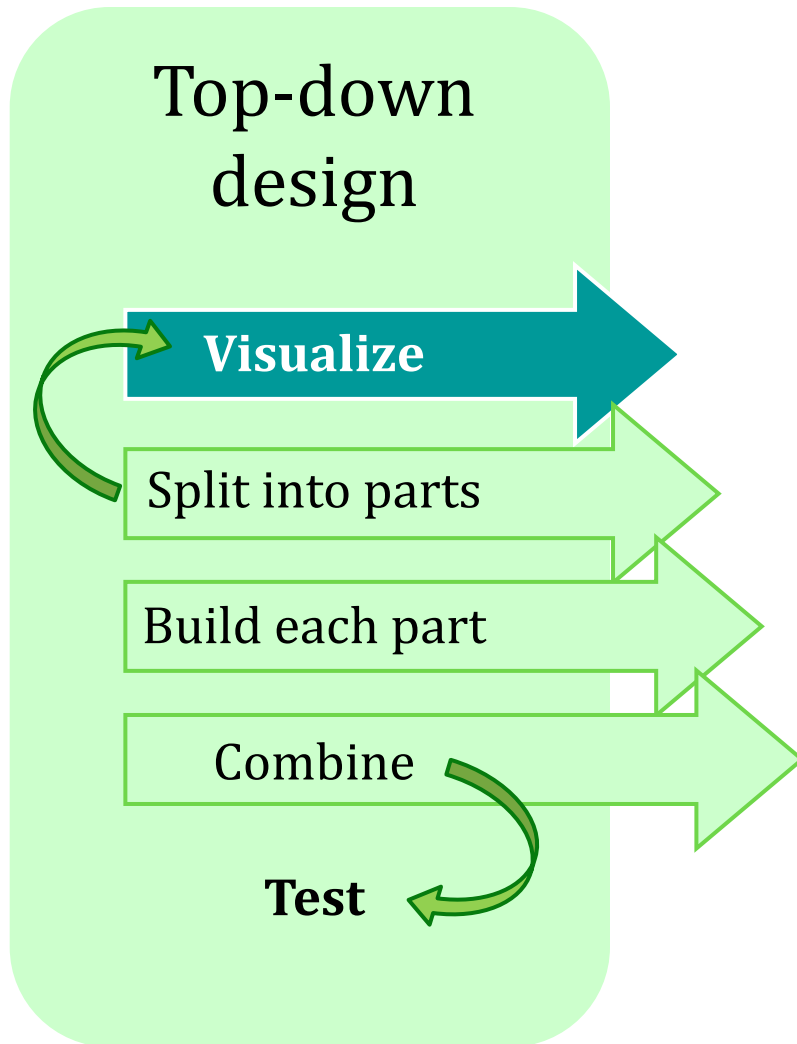 Top-down
design
Visualize
Split into parts
Build each part
Combine
Test